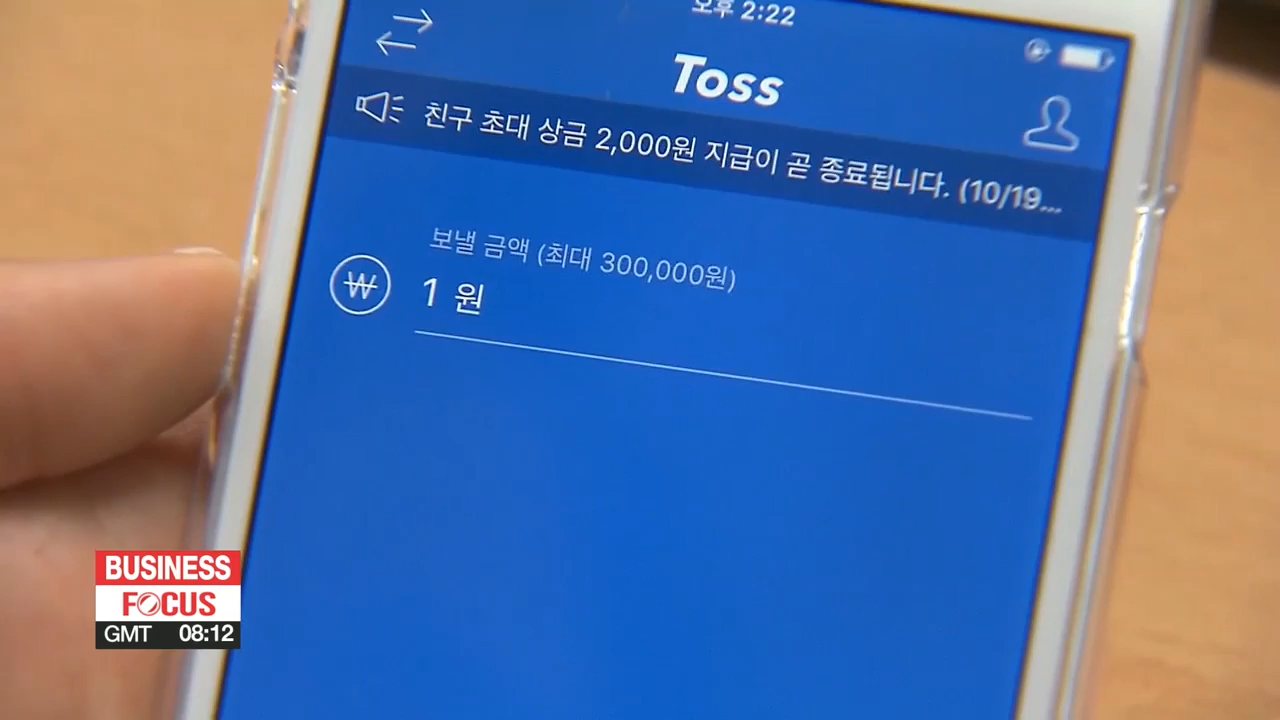 오후 2:22
Toss
친구 초대 상금 2,000원 지급이 곧 종료됩니다. (10/19...
보낼 금액 (최대 300,000원)
₩
1 원
BUSINESS
FOCUS
GMT 08:12